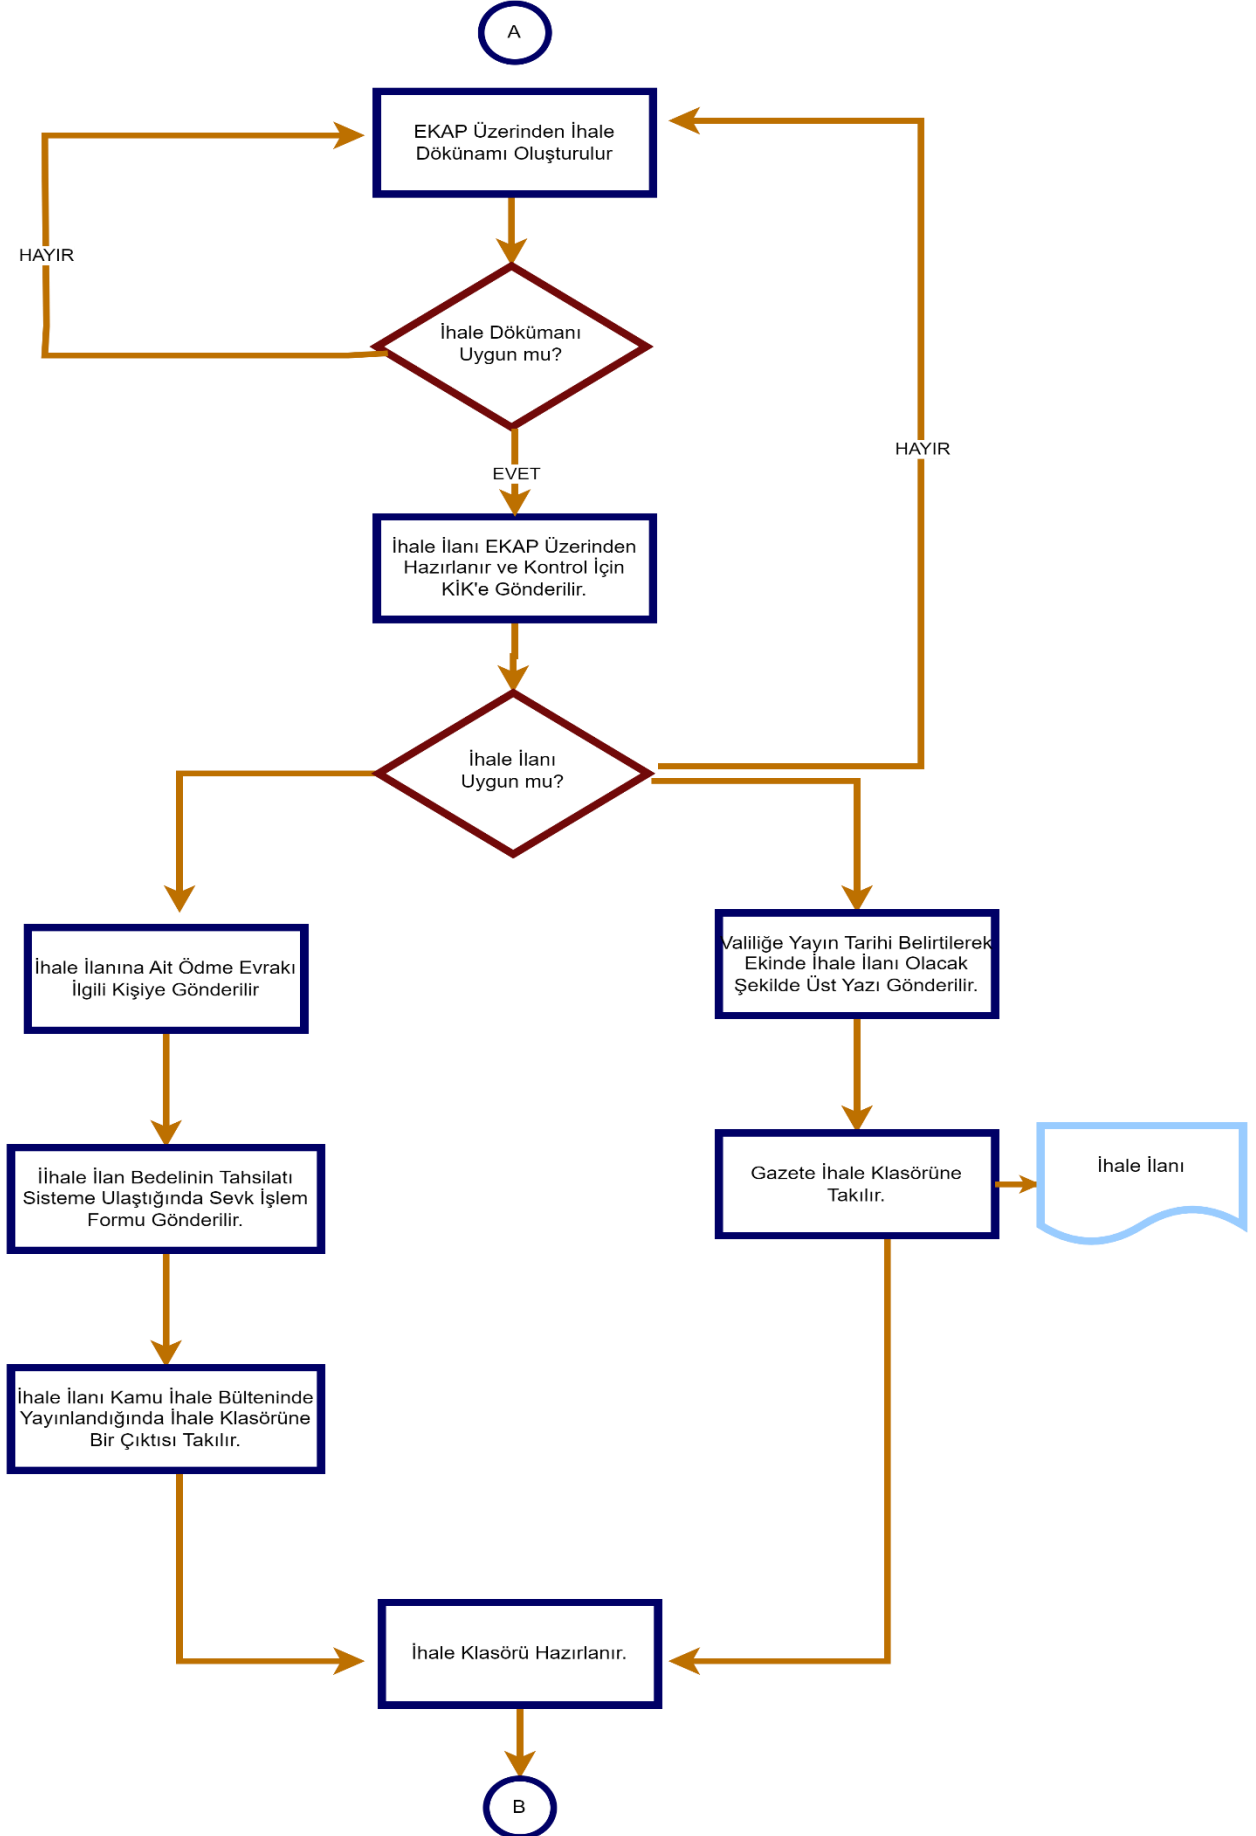 A
EKAP Üzerinden İhale
Dökünamı Oluşturulur
HAYIR
İhale Dökümanı
Uygun mu?
HAYIR
EVET
İhale İlanı EKAP Üzerinden
Hazırlanır ve Kontrol İçin
KİK'e Gönderilir.
İhale İlanı
Uygun mu?
İhale İlanına Ait Ödme Evrakı
İlgili Kişiye Gönderilir
Valiliğe Yayın Tarihi Belirtilerek
Ekinde İhale İlanı Olacak
Şekilde Üst Yazı Gönderilir.
İİhale İlan Bedelinin Tahsilatı
Sisteme Ulaştığında Sevk İşlem
Formu Gönderilir.
Gazete İhale Klasörüne
Takılır.
İhale İlanı
İhale İlanı Kamu İhale Bülteninde
Yayınlandığında İhale Klasörüne
Bir Çıktısı Takılır.
İhale Klasörü Hazırlanır.
B